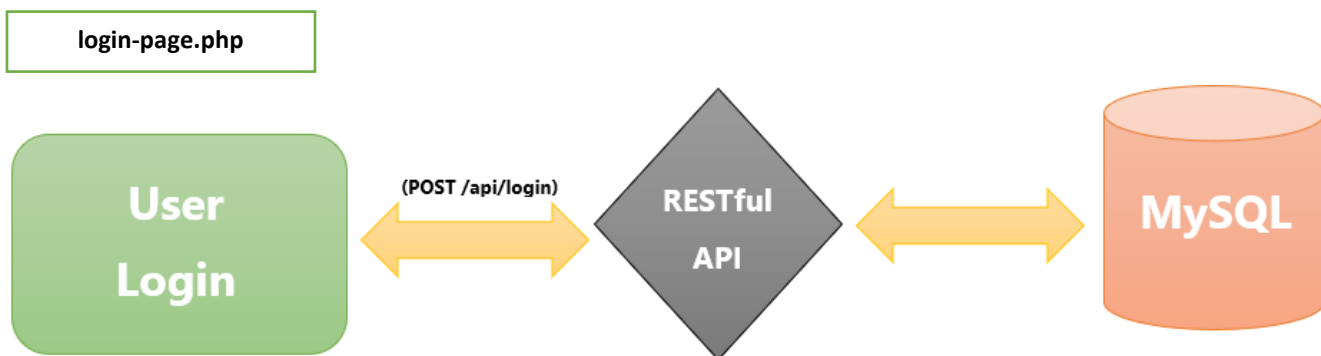 login-page.php
User
Login
(POST /api/login)
RESTful
API
MySQL